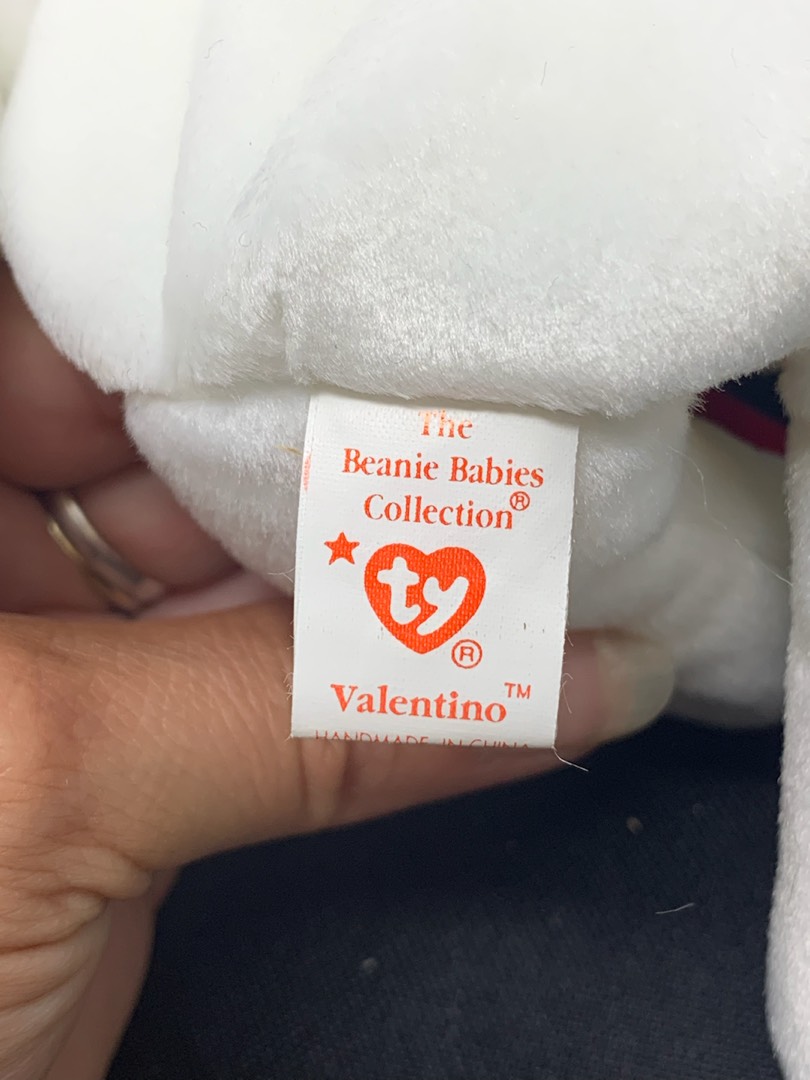 The
Beanie Babies
Collection®
★ ty ®
Valentino™
HANDMADE IN CHINA